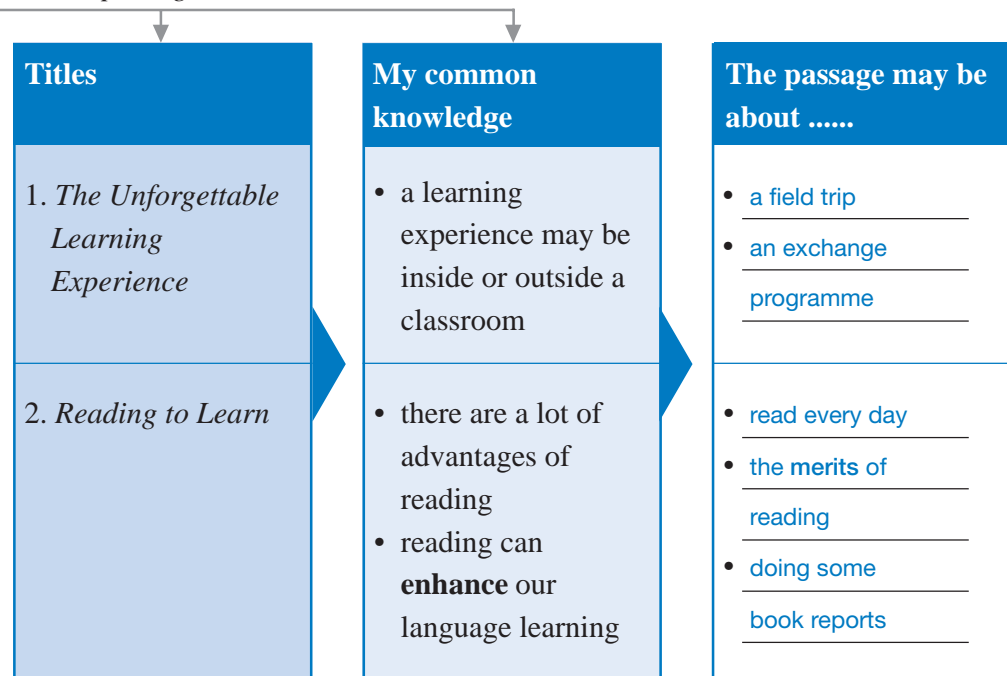 Titles
My common
knowledge
The passage may be
about ......
1. The Unforgettable
Learning
Experience
• a learning
experience may be
inside or outside a
classroom
• a field trip
• an exchange
programme
2. Reading to Learn
• there are a lot of
advantages of
reading
• reading can
enhance our
language learning
• read every day
• the merits of
reading
• doing some
book reports